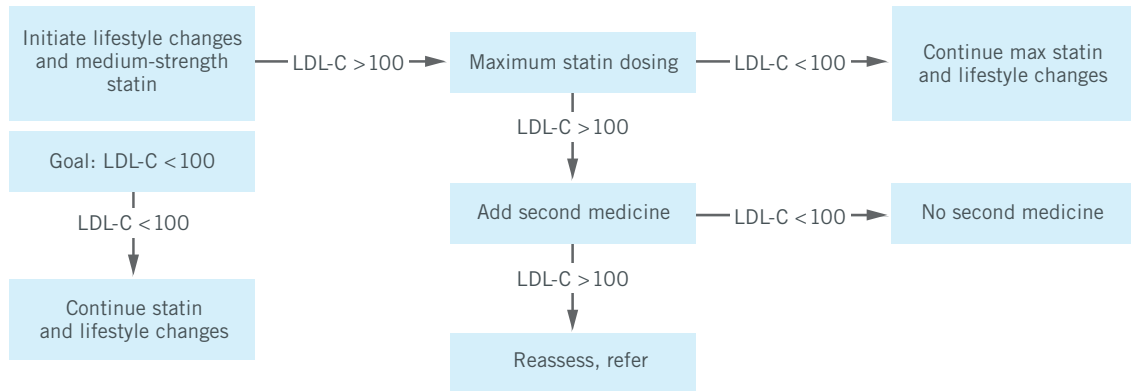 Initiate lifestyle changes
and medium-strength
statin
LDL-C >100
Maximum statin dosing
LDL-C <100
Continue max statin
and lifestyle changes
Goal: LDL-C <100
LDL-C <100
Continue statin
and lifestyle changes
LDL-C >100
Add second medicine
LDL-C <100
No second medicine
LDL-C >100
Reassess, refer